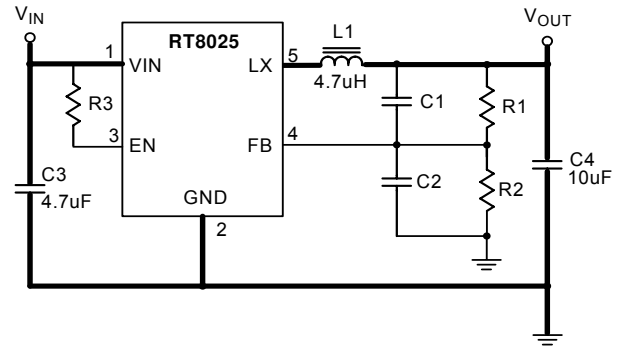 VIN
VOUT
L1
RT8025
1
VIN
LX
5
4.7uH
R3
C1
R1
3
EN
FB
4
C3
4.7uF
C2
R2
C4
10uF
GND
2